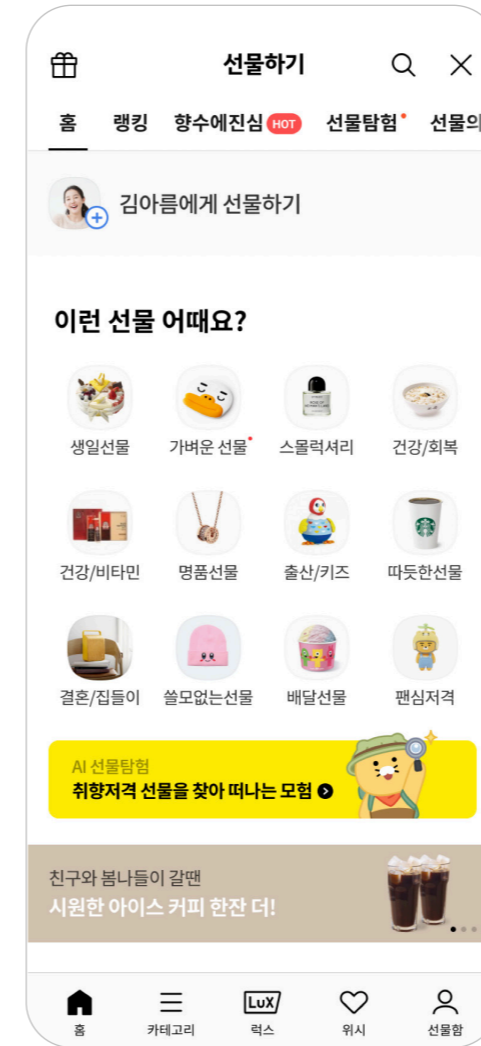 선물하기
홈 랭킹 향수에진심 HOT 선물탐험 선물의
김아름에게 선물하기
이런 선물 어때요?
생일선물 가벼운 선물 스몰럭셔리 건강/회복
건강/비타민 명품선물 출산/키즈 따듯한선물
결혼/집들이 쓸모없는선물 배달선물 팬심저격
AI 선물탐험
취향저격 선물을 찾아 떠나는 모험
친구와 봄나들이 갈땐
시원한 아이스 커피 한잔 더!
LUX
홈 카테고리 럭스 위시 선물함